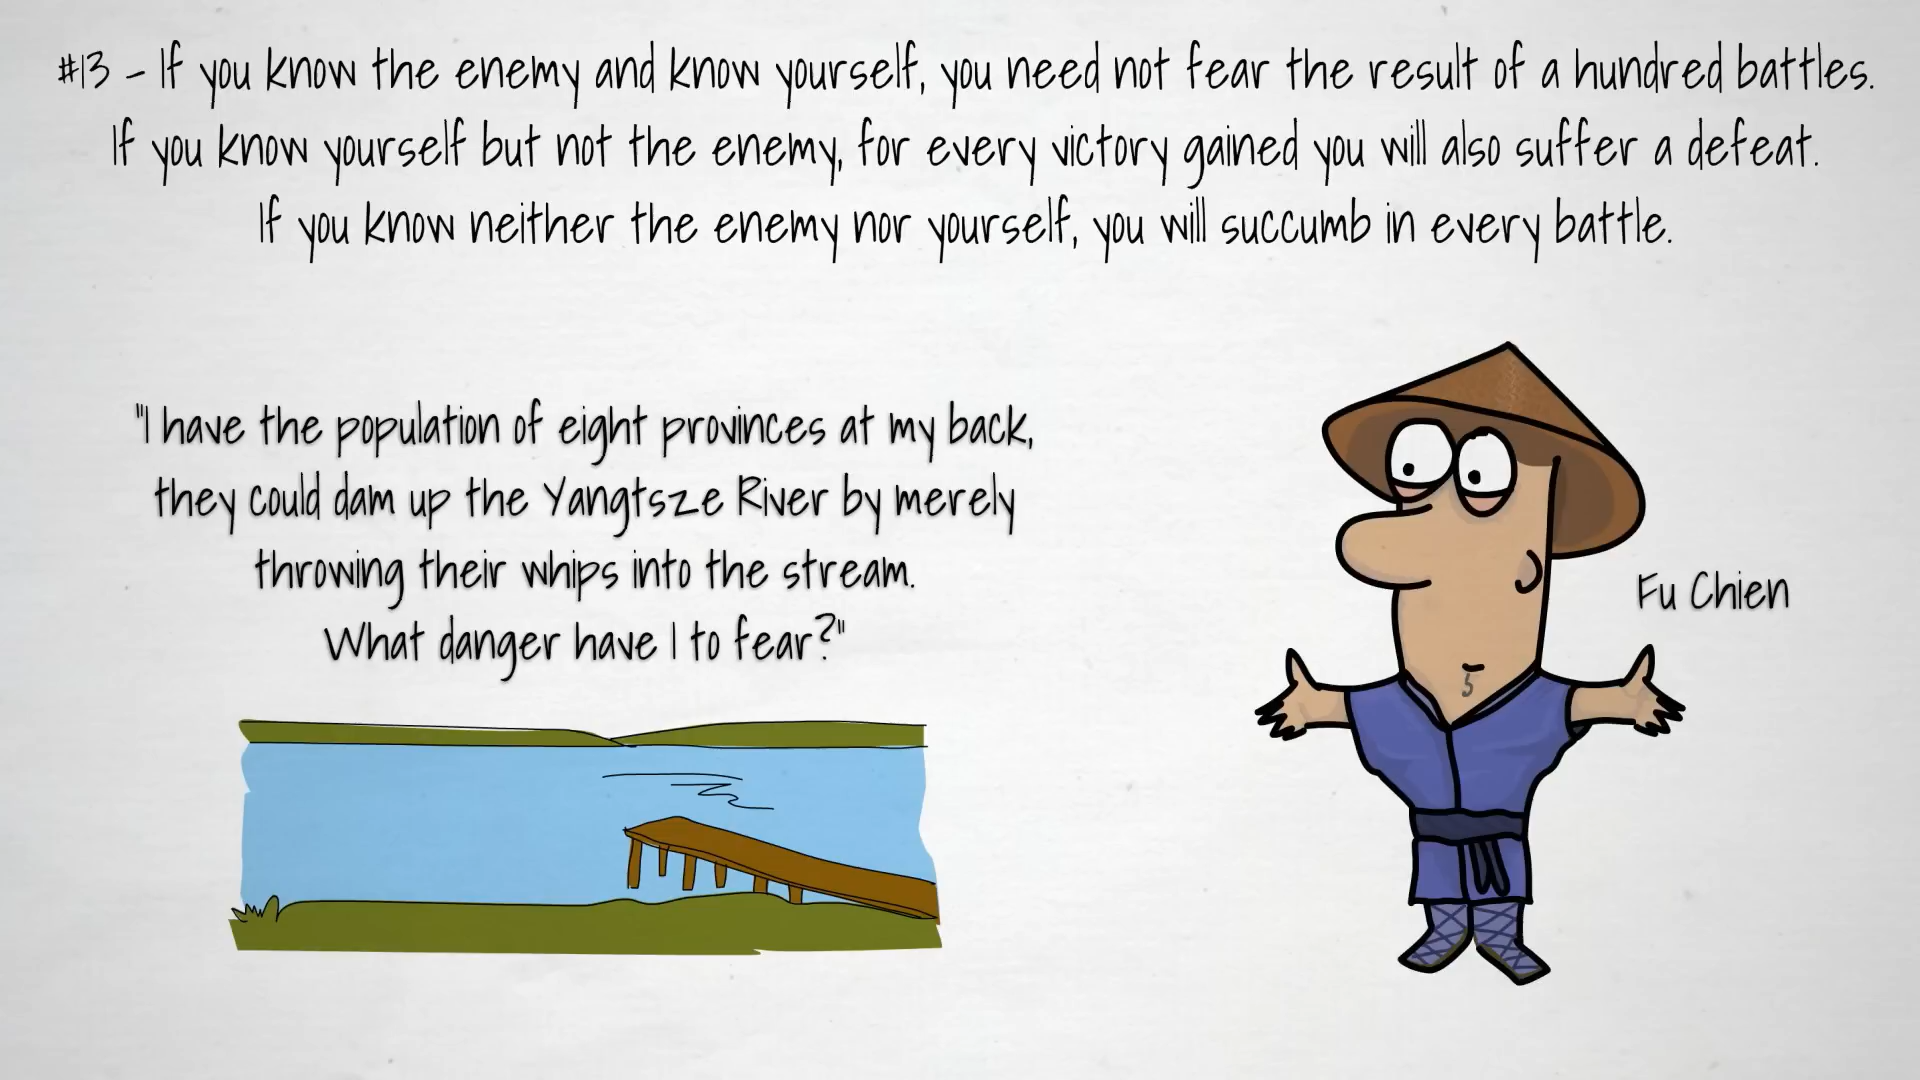 #13 - If you know the enemy and know yourself, you need not fear the result of a hundred battles.
If you know yourself but not the enemy, for every victory gained you will also suffer a defeat.
If you know neither the enemy nor yourself, you will succumb in every battle.
"I have the population of eight provinces at my back,
they could dam up the Yangtsze River by merely
throwing their whips into the stream.
What danger have I to fear?"
Fu Chien